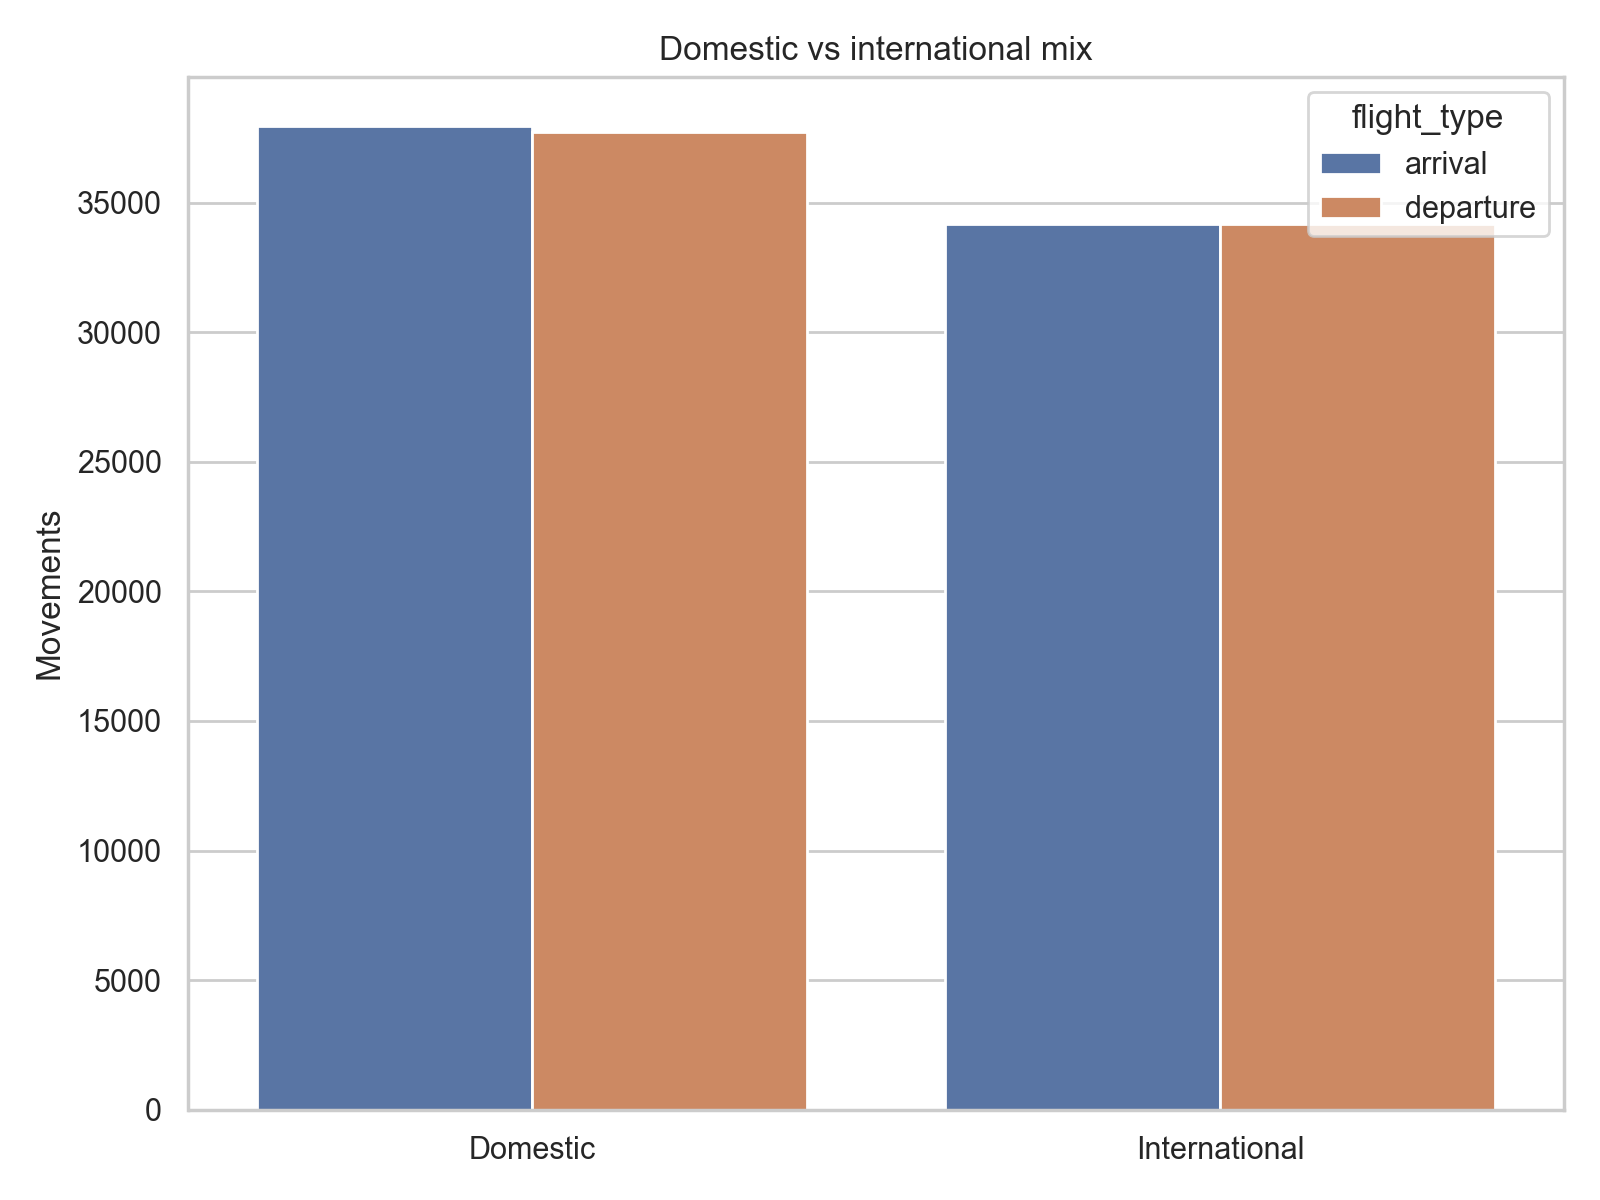 Domestic vs international mix
flight_type
arrival
departure
Movements
35000
30000
25000
20000
15000
10000
5000
0
Domestic
International